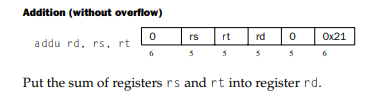 Addition (without overflow)
addu rd, rs, rt 0 rs rt rd 0 0x21
6 5 5 5 5 6
Put the sum of registers rs and rt into register rd.